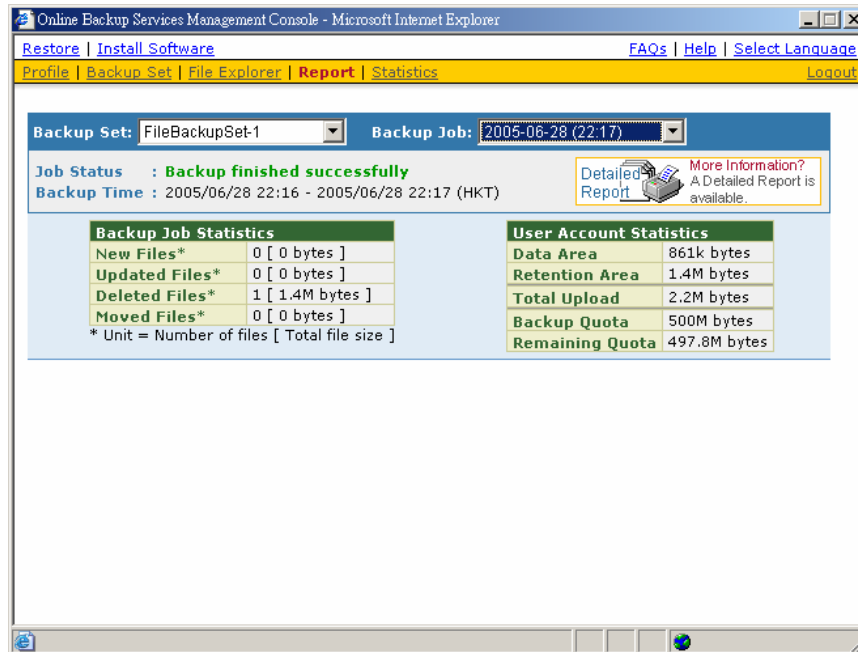 Online Backup Services Management Console - Microsoft Internet Explorer
Restore | Install Software FAQs | Help | Select Language
Profile | Backup Set | File Explorer | Report | Statistics Logout
Backup Set: FileBackupSet-1 Backup Job: 2005-06-28 (22:17)
Job Status : Backup finished successfully
Backup Time : 2005/06/28 22:16 - 2005/06/28 22:17 (HKT)
Detailed Report
More Information?
A Detailed Report is
available.
Backup Job Statistics
New Files* 0 [ 0 bytes ]
Updated Files* 0 [ 0 bytes ]
Deleted Files* 1 [ 1.4M bytes ]
Moved Files* 0 [ 0 bytes ]
* Unit = Number of files [ Total file size ]
User Account Statistics
Data Area 861k bytes
Retention Area 1.4M bytes
Total Upload 2.2M bytes
Backup Quota 500M bytes
Remaining Quota 497.8M bytes